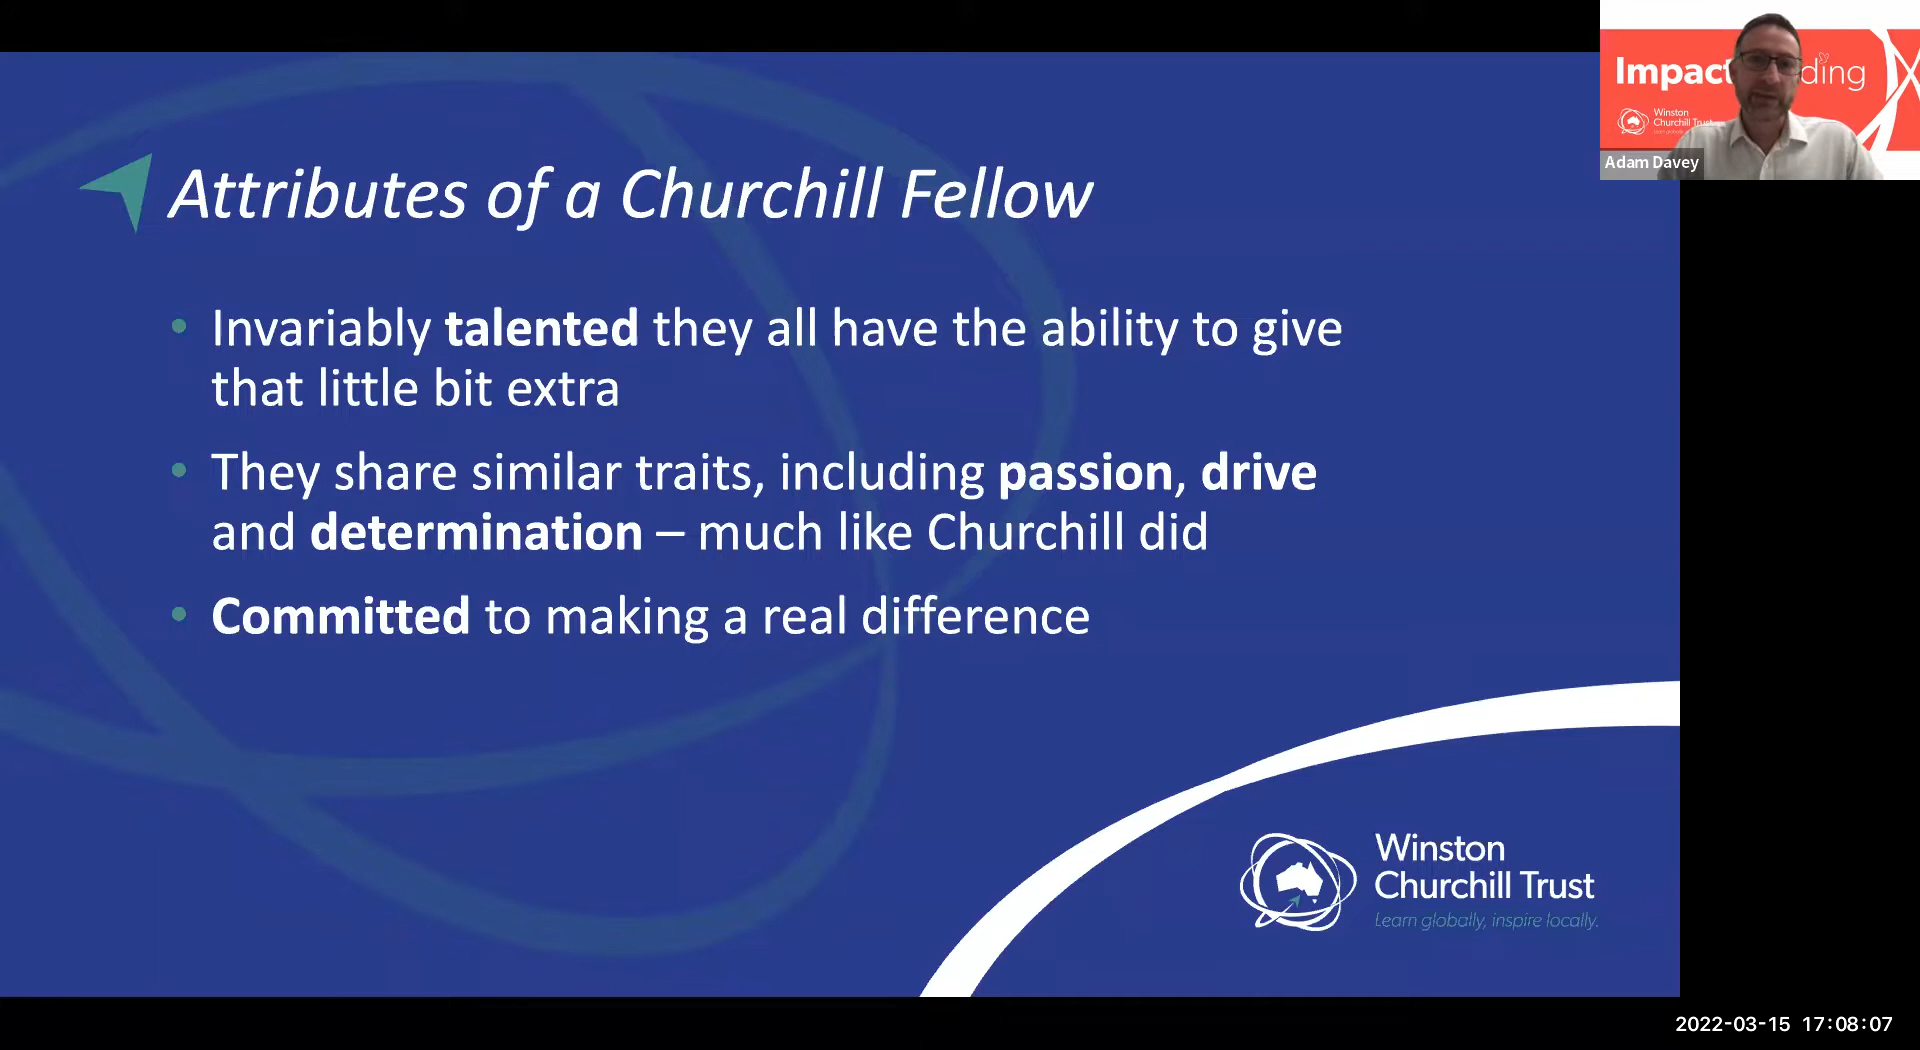 Attributes of a Churchill Fellow
• Invariably talented they all have the ability to give
that little bit extra
• They share similar traits, including passion, drive
and determination – much like Churchill did
• Committed to making a real difference
Winston
Churchill Trust
Learn globally, inspire locally.
Impact
ding
Winston
Churchill Trust
Adam Davey
2022-03-15 17:08:07